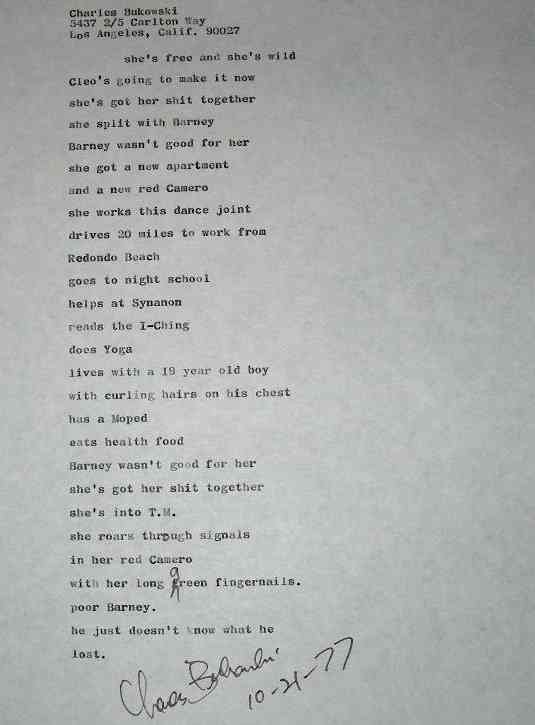 Charles Bukowski
5437 2/5 Carlton Way
Los Angeles, Calif. 90027
she's free and she's wild
Cleo's going to make it now
she's got her shit together
she split with Barney
Barney wasn't good for her
she got a new apartment
and a new red Camero
she works this dance joint
drives 20 miles to work from
Redondo Beach
goes to night school
helps at Synanon
reads the I-Ching
does Yoga
lives with a 19 year old boy
with curling hairs on his chest
has a Moped
eats health food
Barney wasn't good for her
she's got her shit together
she's into T.M.
she roars through signals
in her red Camero
with her long green fingernails.
poor Barney.
he just doesn't know what he
lost.
Charles Bukowski
10-21-77